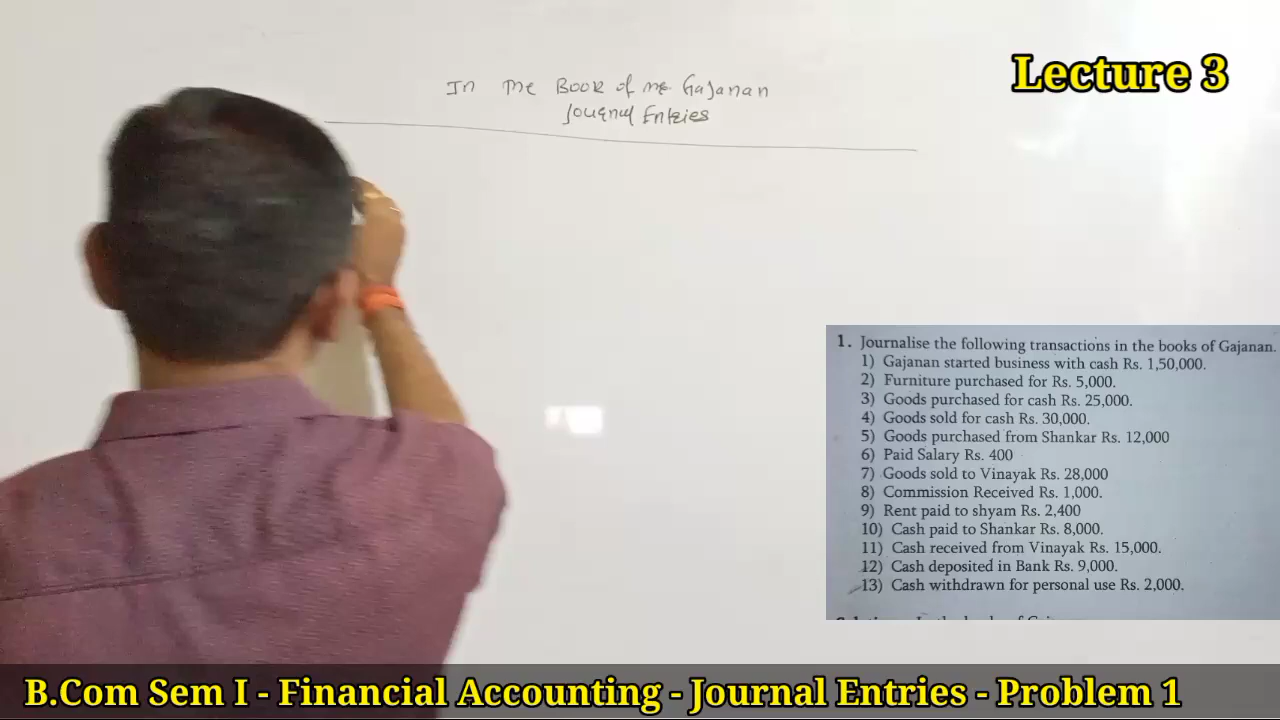 Lecture 3
In The Book of mr Gajanan
Journal Entries
1. Journalise the following transactions in the books of Gajanan.
1) Gajanan started business with cash Rs. 1,50,000.
2) Furniture purchased for Rs. 5,000.
3) Goods purchased for cash Rs. 25,000.
4) Goods sold for cash Rs. 30,000.
5) Goods purchased from Shankar Rs. 12,000
6) Paid Salary Rs. 400
7) Goods sold to Vinayak Rs. 28,000
8) Commission Received Rs. 1,000.
9) Rent paid to shyam Rs. 2,400
10) Cash paid to Shankar Rs. 8,000.
11) Cash received from Vinayak Rs. 15,000.
12) Cash deposited in Bank Rs. 9,000.
13) Cash withdrawn for personal use Rs. 2,000.
B.Com Sem I - Financial Accounting - Journal Entries - Problem 1